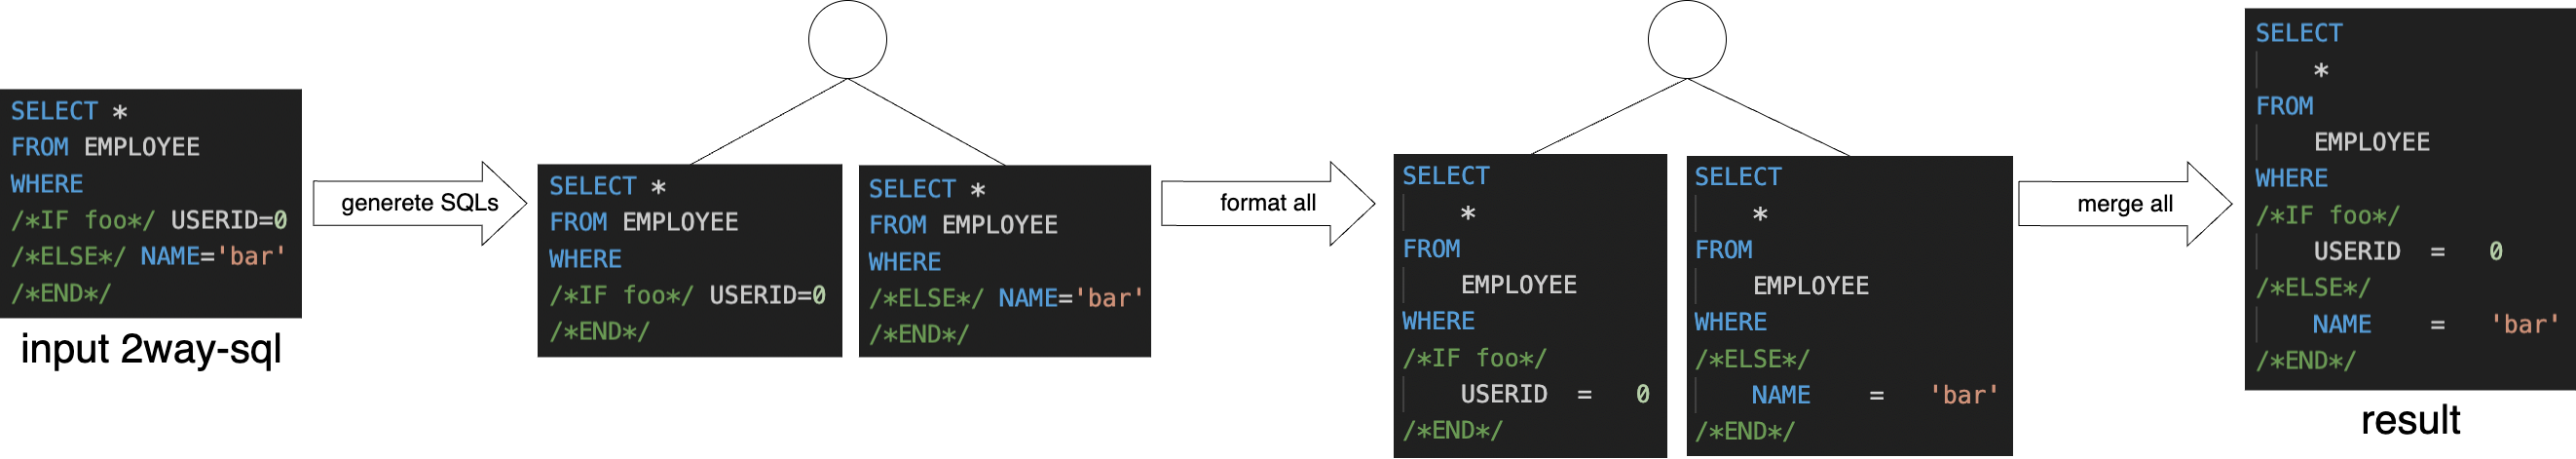 SELECT *
FROM EMPLOYEE
WHERE
/*IF foo*/ USERID=0
/*ELSE*/ NAME='bar'
/*END*/
input 2way-sql
generete SQLs
SELECT *
FROM EMPLOYEE
WHERE
/*IF foo*/ USERID=0
/*END*/
SELECT *
FROM EMPLOYEE
WHERE
/*ELSE*/ NAME='bar'
/*END*/
format all
SELECT
*
FROM
EMPLOYEE
WHERE
/*IF foo*/
USERID = 0
/*END*/
SELECT
*
FROM
EMPLOYEE
WHERE
/*ELSE*/
NAME = 'bar'
/*END*/
merge all
SELECT
*
FROM
EMPLOYEE
WHERE
/*IF foo*/
USERID = 0
/*ELSE*/
NAME = 'bar'
/*END*/
result